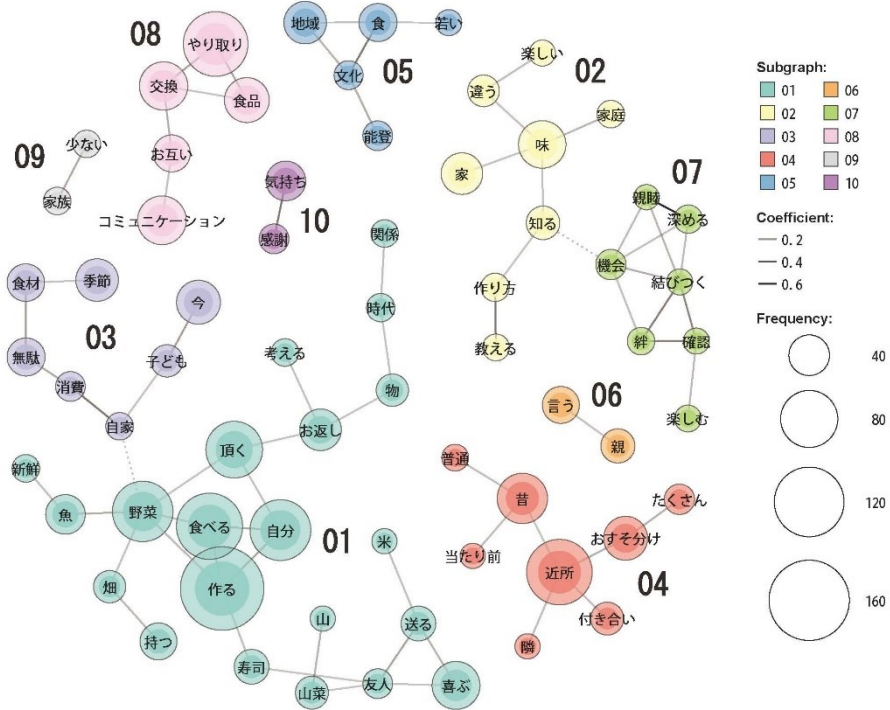 08
やり取り
交換
食品
お互い
コミュニケーション
09
少ない
家族
10
気持ち
感謝
05
地域
食
若い
文化
能登
02
楽しい
違う
家庭
味
家
知る
作り方
教える
07
親睦
深める
機会
結びつく
絆
確認
楽しむ
03
食材
季節
今
無駄
子ども
消費
自家
01
関係
時代
考える
物
お返し
頂く
新鮮
魚
野菜
食べる
自分
作る
畑
持つ
米
山
送る
寿司
山菜
友人
喜ぶ
06
言う
親
04
普通
昔
たくさん
おすそ分け
当たり前
近所
付き合い
隣
Subgraph:
01 06
02 07
03 08
04 09
05 10
Coefficient:
0. 2
0. 4
0. 6
Frequency:
40
80
120
160